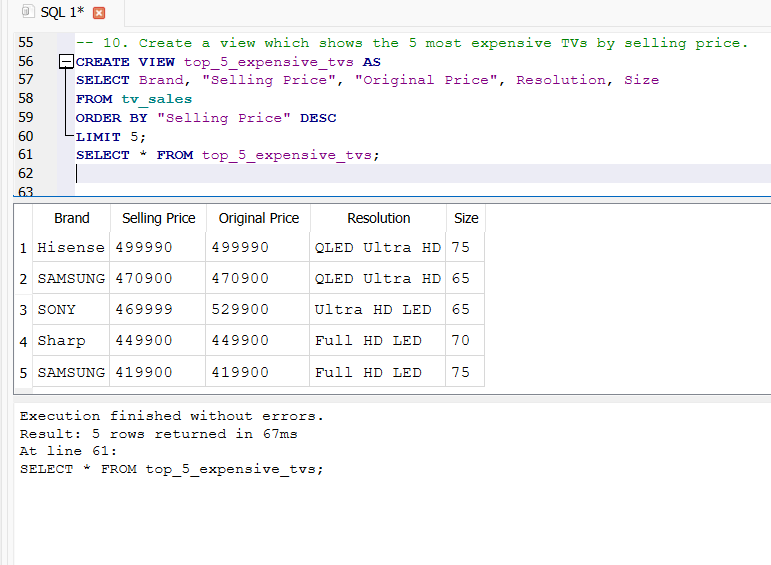 SQL 1*
55 -- 10. Create a view which shows the 5 most expensive TVs by selling price.
56 CREATE VIEW top_5_expensive_tvs AS
57 SELECT Brand, "Selling Price", "Original Price", Resolution, Size
58 FROM tv_sales
59 ORDER BY "Selling Price" DESC
60 LIMIT 5;
61 SELECT * FROM top_5_expensive_tvs;
62
63
Brand Selling Price Original Price Resolution Size
1 Hisense 499990 499990 QLED Ultra HD 75
2 SAMSUNG 470900 470900 QLED Ultra HD 65
3 SONY 469999 529900 Ultra HD LED 65
4 Sharp 449900 449900 Full HD LED 70
5 SAMSUNG 419900 419900 Full HD LED 75
Execution finished without errors.
Result: 5 rows returned in 67ms
At line 61:
SELECT * FROM top_5_expensive_tvs;